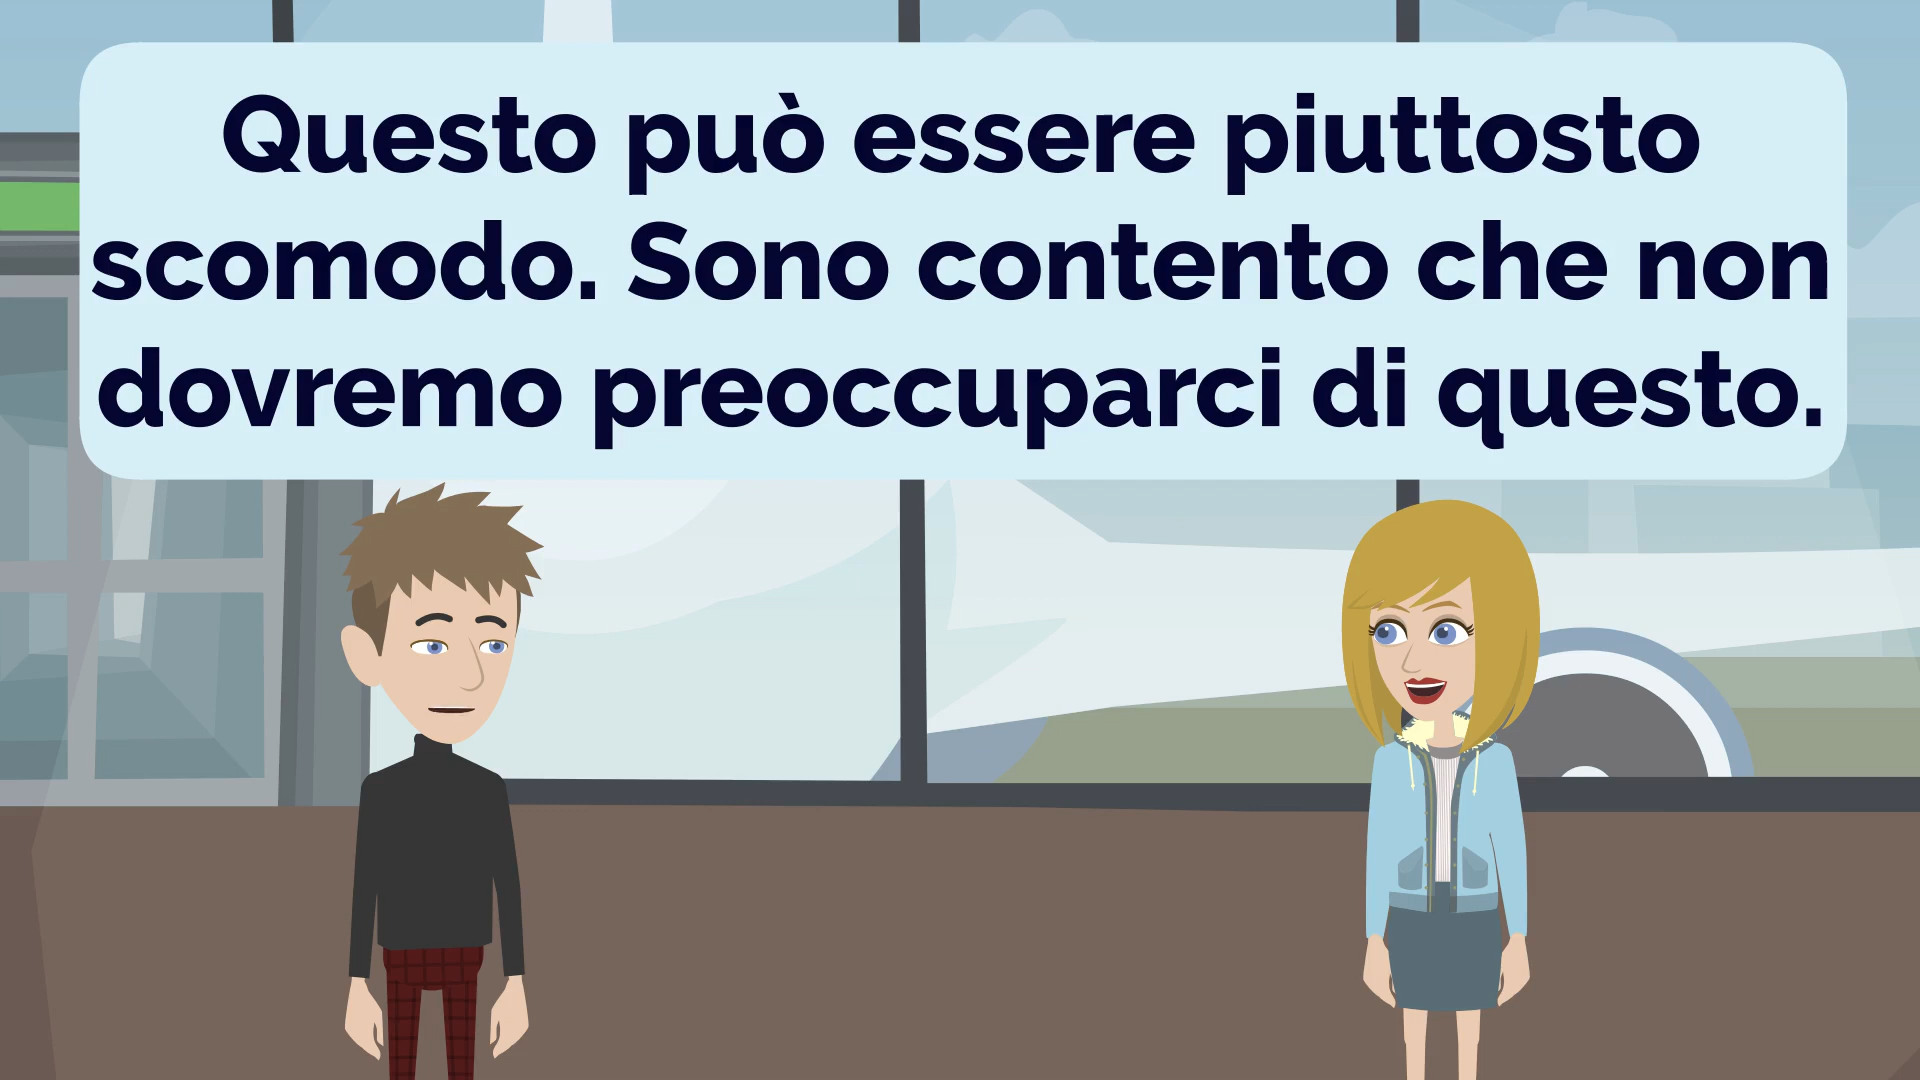 Questo può essere piuttosto
scomodo. Sono contento che non
dovremo preoccuparci di questo.